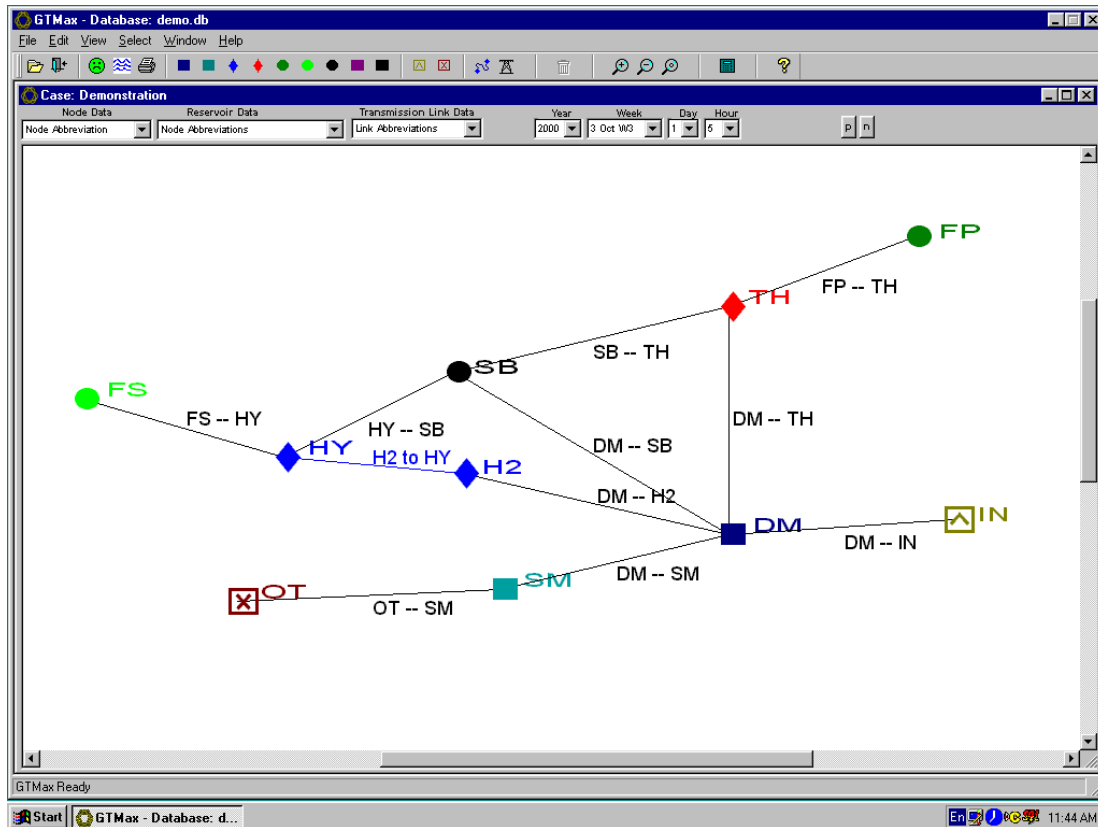 GTMax - Database: demo.db
File Edit View Select Window Help
Case: Demonstration
Node Data Reservoir Data Transmission Link Data Year Week Day Hour
Node Abbreviation Node Abbreviations Link Abbreviations 2000 3 Oct W3 1 5 p n
FP
FP -- TH
TH
SB -- TH
SB
FS
FS -- HY
HY -- SB
DM -- TH
HY
H2 to HY
H2
DM -- SB
DM -- H2
DM
IN
DM -- IN
SM
DM -- SM
OT
OT -- SM
GTMax Ready
Start GTMax - Database: d... En 11:44 AM